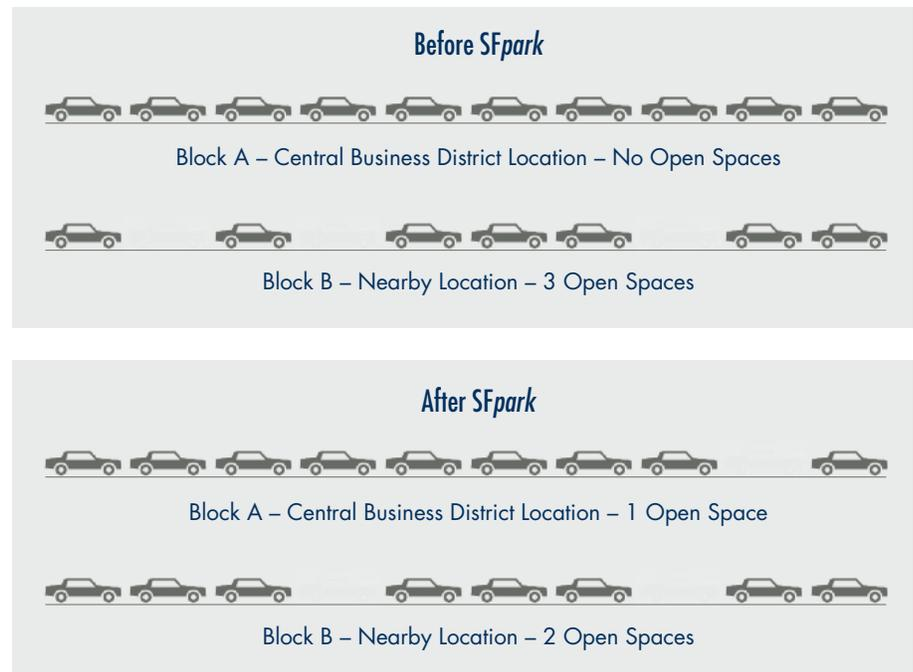 Before SFpark
Block A – Central Business District Location – No Open Spaces
Block B – Nearby Location – 3 Open Spaces
After SFpark
Block A – Central Business District Location – 1 Open Space
Block B – Nearby Location – 2 Open Spaces